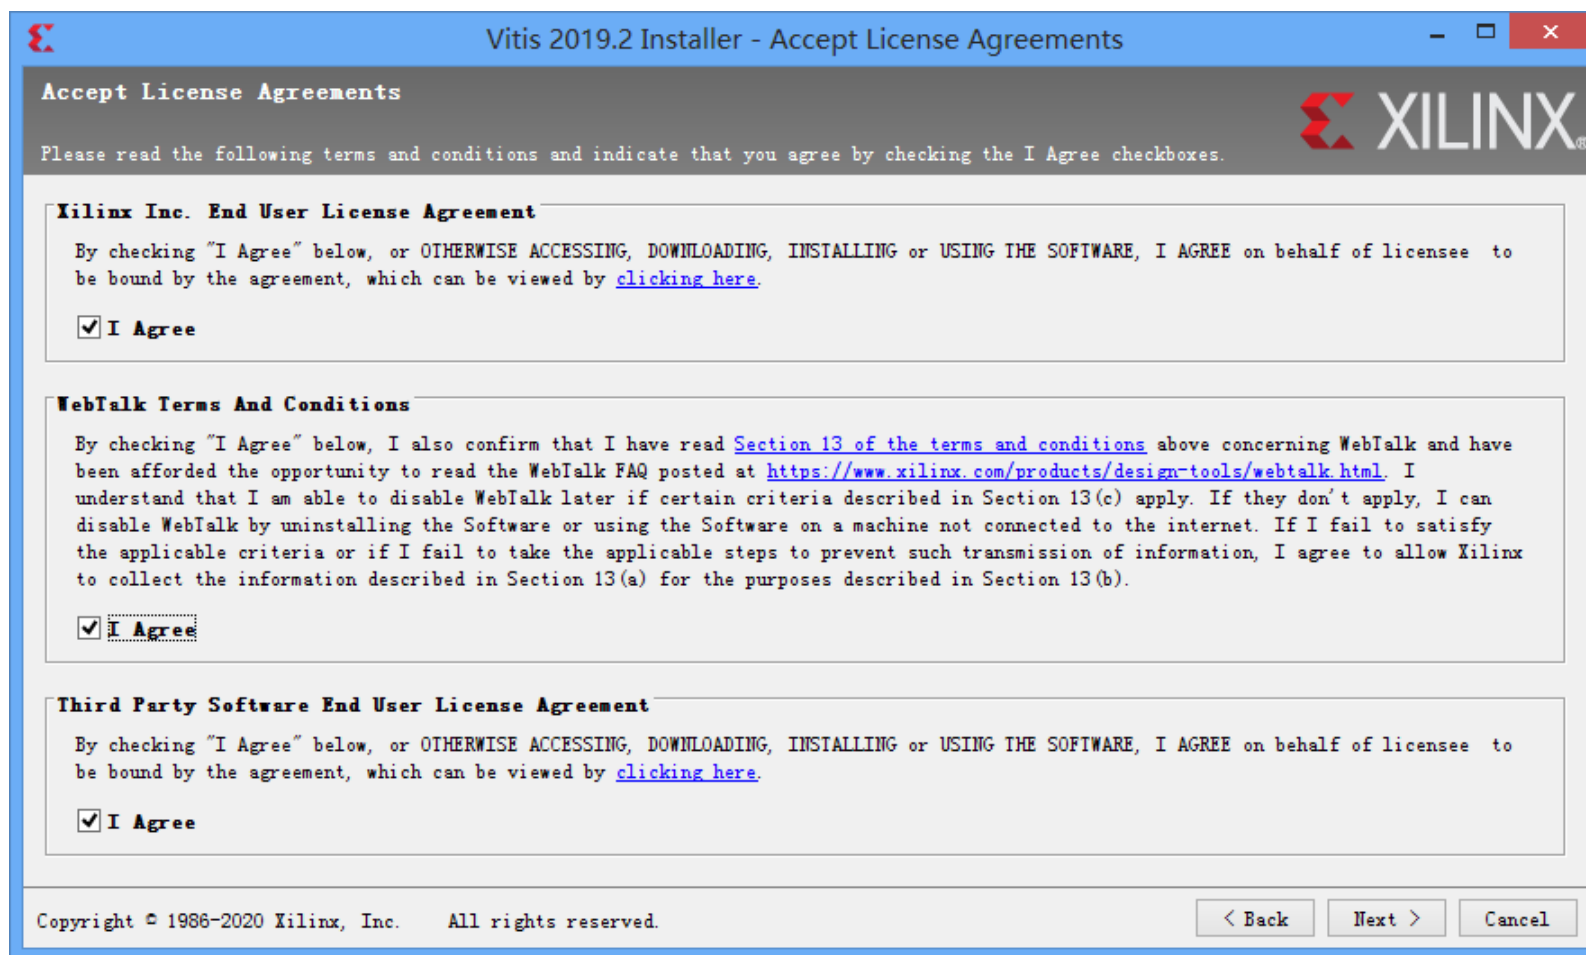 Vitis 2019.2 Installer - Accept License Agreements
Accept License Agreements
XILINX®
Please read the following terms and conditions and indicate that you agree by checking the I Agree checkboxes.
Xilinx Inc. End User License Agreement
By checking "I Agree" below, or OTHERWISE ACCESSING, DOWNLOADING, INSTALLING or USING THE SOFTWARE, I AGREE on behalf of licensee to
be bound by the agreement, which can be viewed by clicking here.
I Agree
WebTalk Terms And Conditions
By checking "I Agree" below, I also confirm that I have read Section 13 of the terms and conditions above concerning WebTalk and have
been afforded the opportunity to read the WebTalk FAQ posted at https://www.xilinx.com/products/design-tools/webtalk.html. I
understand that I am able to disable WebTalk later if certain criteria described in Section 13(c) apply. If they don't apply, I can
disable WebTalk by uninstalling the Software or using the Software on a machine not connected to the internet. If I fail to satisfy
the applicable criteria or if I fail to take the applicable steps to prevent such transmission of information, I agree to allow Xilinx
to collect the information described in Section 13(a) for the purposes described in Section 13(b).
I Agree
Third Party Software End User License Agreement
By checking "I Agree" below, or OTHERWISE ACCESSING, DOWNLOADING, INSTALLING or USING THE SOFTWARE, I AGREE on behalf of licensee to
be bound by the agreement, which can be viewed by clicking here.
I Agree
Copyright © 1986-2020 Xilinx, Inc. All rights reserved.
< Back Next > Cancel